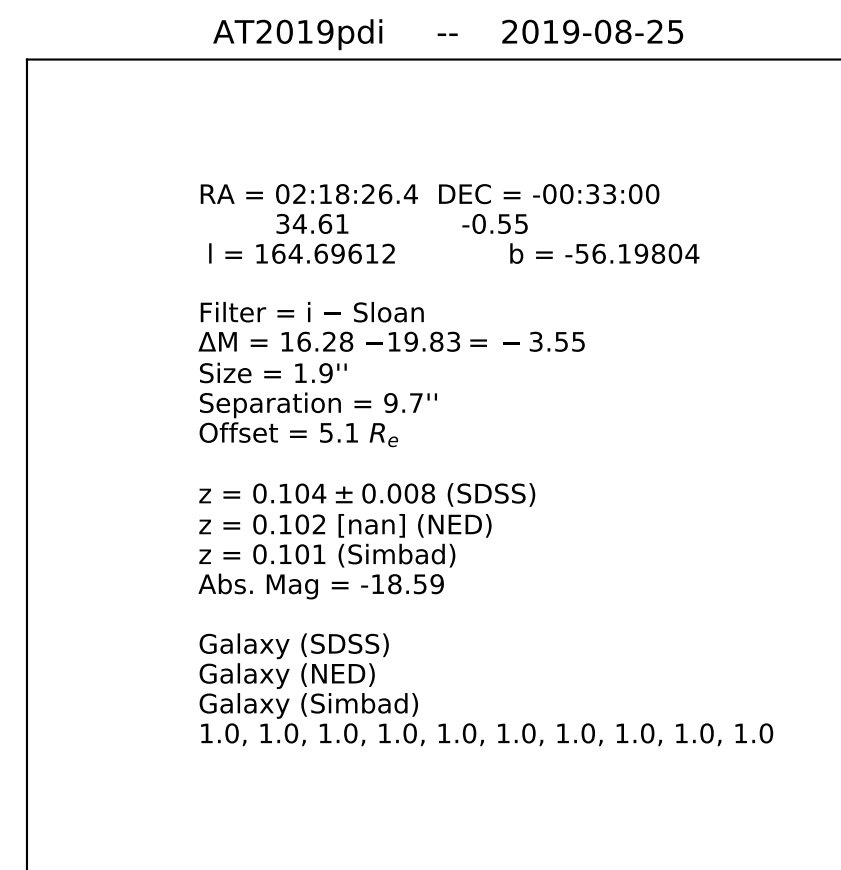 AT2019pdi -- 2019-08-25
RA = 02:18:26.4 DEC = -00:33:00
34.61 -0.55
l = 164.69612 b = -56.19804
Filter = i − Sloan
ΔM = 16.28 −19.83 = − 3.55
Size = 1.9''
Separation = 9.7''
Offset = 5.1 Re
z = 0.104 ± 0.008 (SDSS)
z = 0.102 [nan] (NED)
z = 0.101 (Simbad)
Abs. Mag = -18.59
Galaxy (SDSS)
Galaxy (NED)
Galaxy (Simbad)
1.0, 1.0, 1.0, 1.0, 1.0, 1.0, 1.0, 1.0, 1.0, 1.0